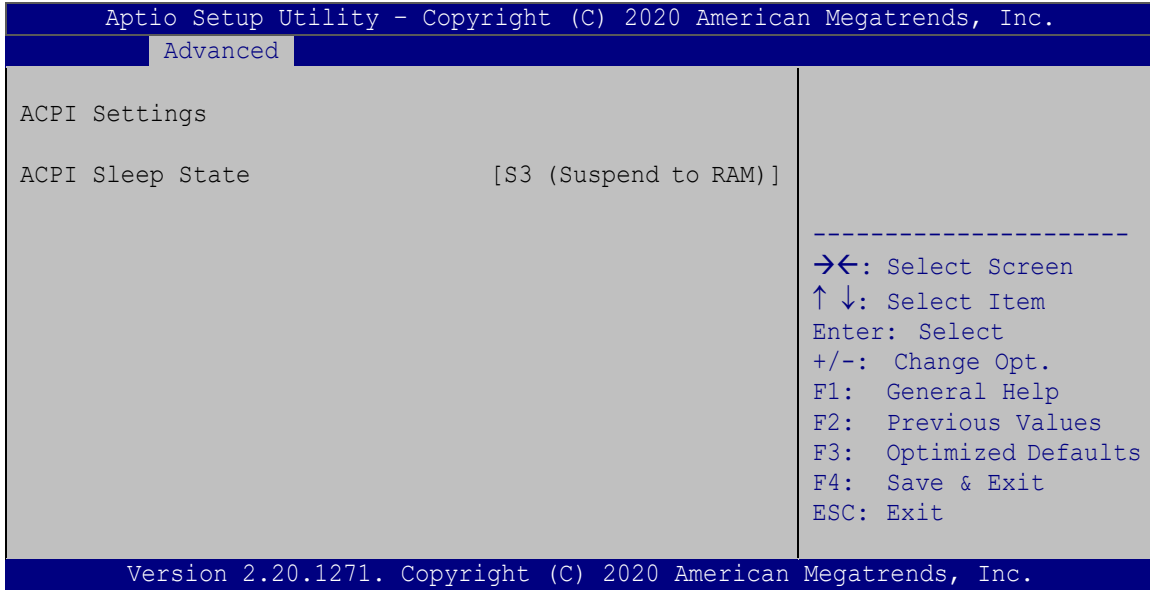 Aptio Setup Utility – Copyright (C) 2020 American Megatrends, Inc.
Advanced
ACPI Settings
ACPI Sleep State [S3 (Suspend to RAM)]
----------------------
→←: Select Screen
↑ ↓: Select Item
Enter: Select
+/-: Change Opt.
F1: General Help
F2: Previous Values
F3: Optimized Defaults
F4: Save & Exit
ESC: Exit
Version 2.20.1271. Copyright (C) 2020 American Megatrends, Inc.